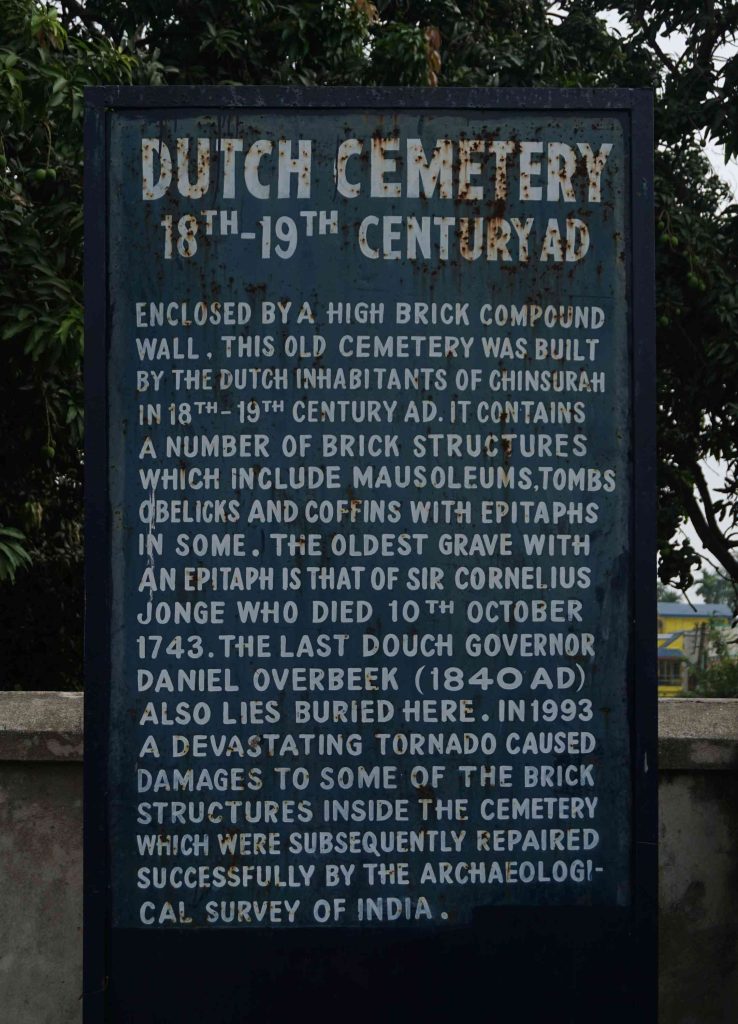 DUTCH CEMETERY
18TH-19TH CENTURY AD
ENCLOSED BY A HIGH BRICK COMPOUND
WALL, THIS OLD CEMETERY WAS BUILT
BY THE DUTCH INHABITANTS OF CHINSURAH
IN 18TH-19TH CENTURY AD. IT CONTAINS
A NUMBER OF BRICK STRUCTURES
WHICH INCLUDE MAUSOLEUMS, TOMBS
OBELICKS AND COFFINS WITH EPITAPHS
IN SOME. THE OLDEST GRAVE WITH
AN EPITAPH IS THAT OF SIR CORNELIUS
JONGE WHO DIED 10TH OCTOBER
1743. THE LAST DOUCH GOVERNOR
DANIEL OVERBEEK (1840 AD)
ALSO LIES BURIED HERE. IN 1993
A DEVASTATING TORNADO CAUSED
DAMAGES TO SOME OF THE BRICK
STRUCTURES INSIDE THE CEMETERY
WHICH WERE SUBSEQUENTLY REPAIRED
SUCCESSFULLY BY THE ARCHAEOLOGI-
CAL SURVEY OF INDIA.